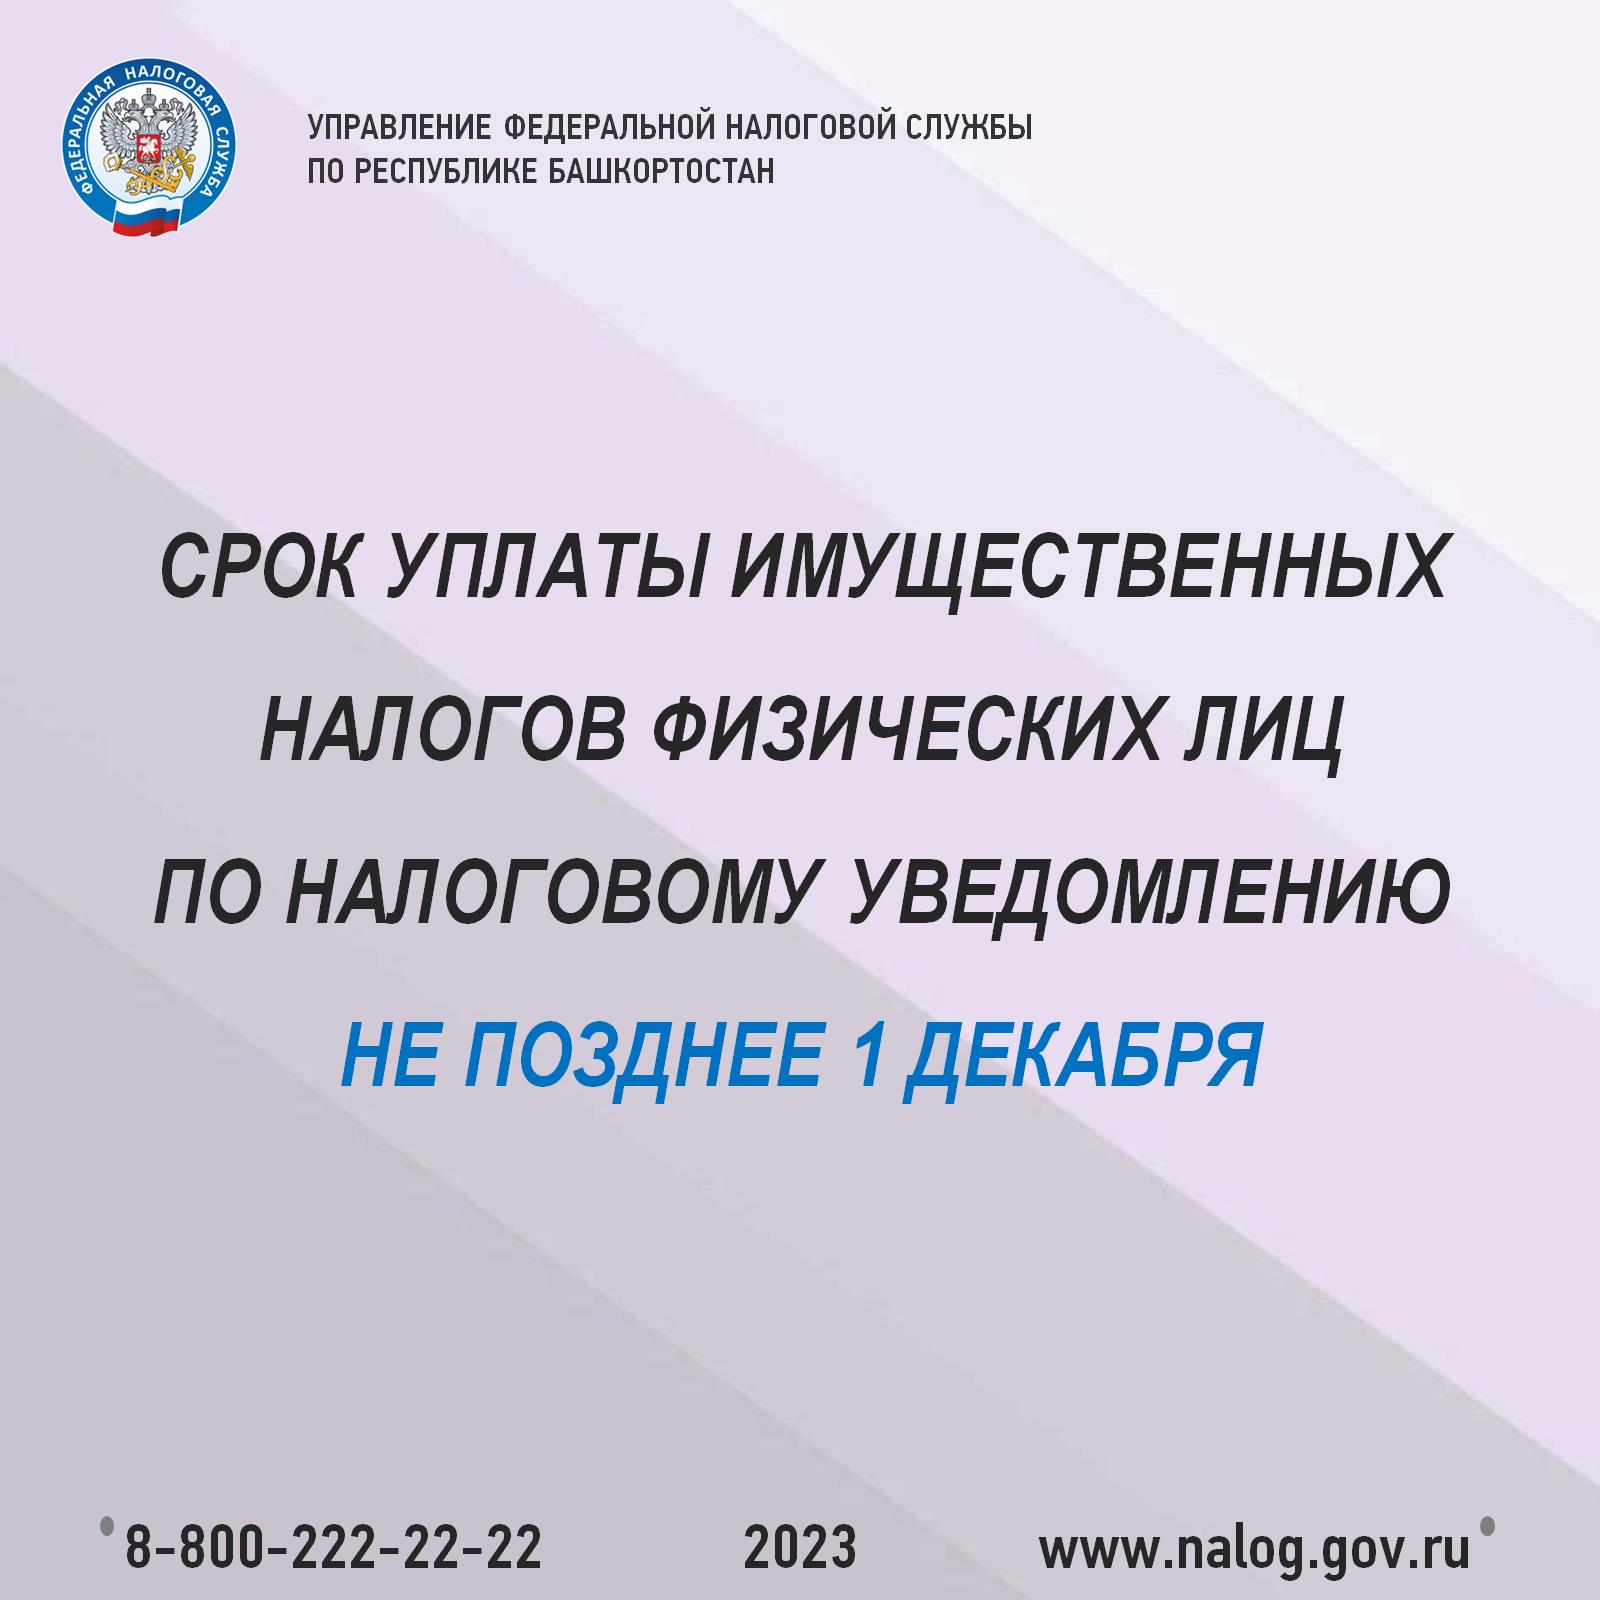 ФЕДЕРАЛЬНАЯ НАЛОГОВАЯ СЛУЖБА
УПРАВЛЕНИЕ ФЕДЕРАЛЬНОЙ НАЛОГОВОЙ СЛУЖБЫ
ПО РЕСПУБЛИКЕ БАШКОРТОСТАН
СРОК УПЛАТЫ ИМУЩЕСТВЕННЫХ
НАЛОГОВ ФИЗИЧЕСКИХ ЛИЦ
ПО НАЛОГОВОМУ УВЕДОМЛЕНИЮ
НЕ ПОЗДНЕЕ 1 ДЕКАБРЯ
8-800-222-22-22 2023 www.nalog.gov.ru